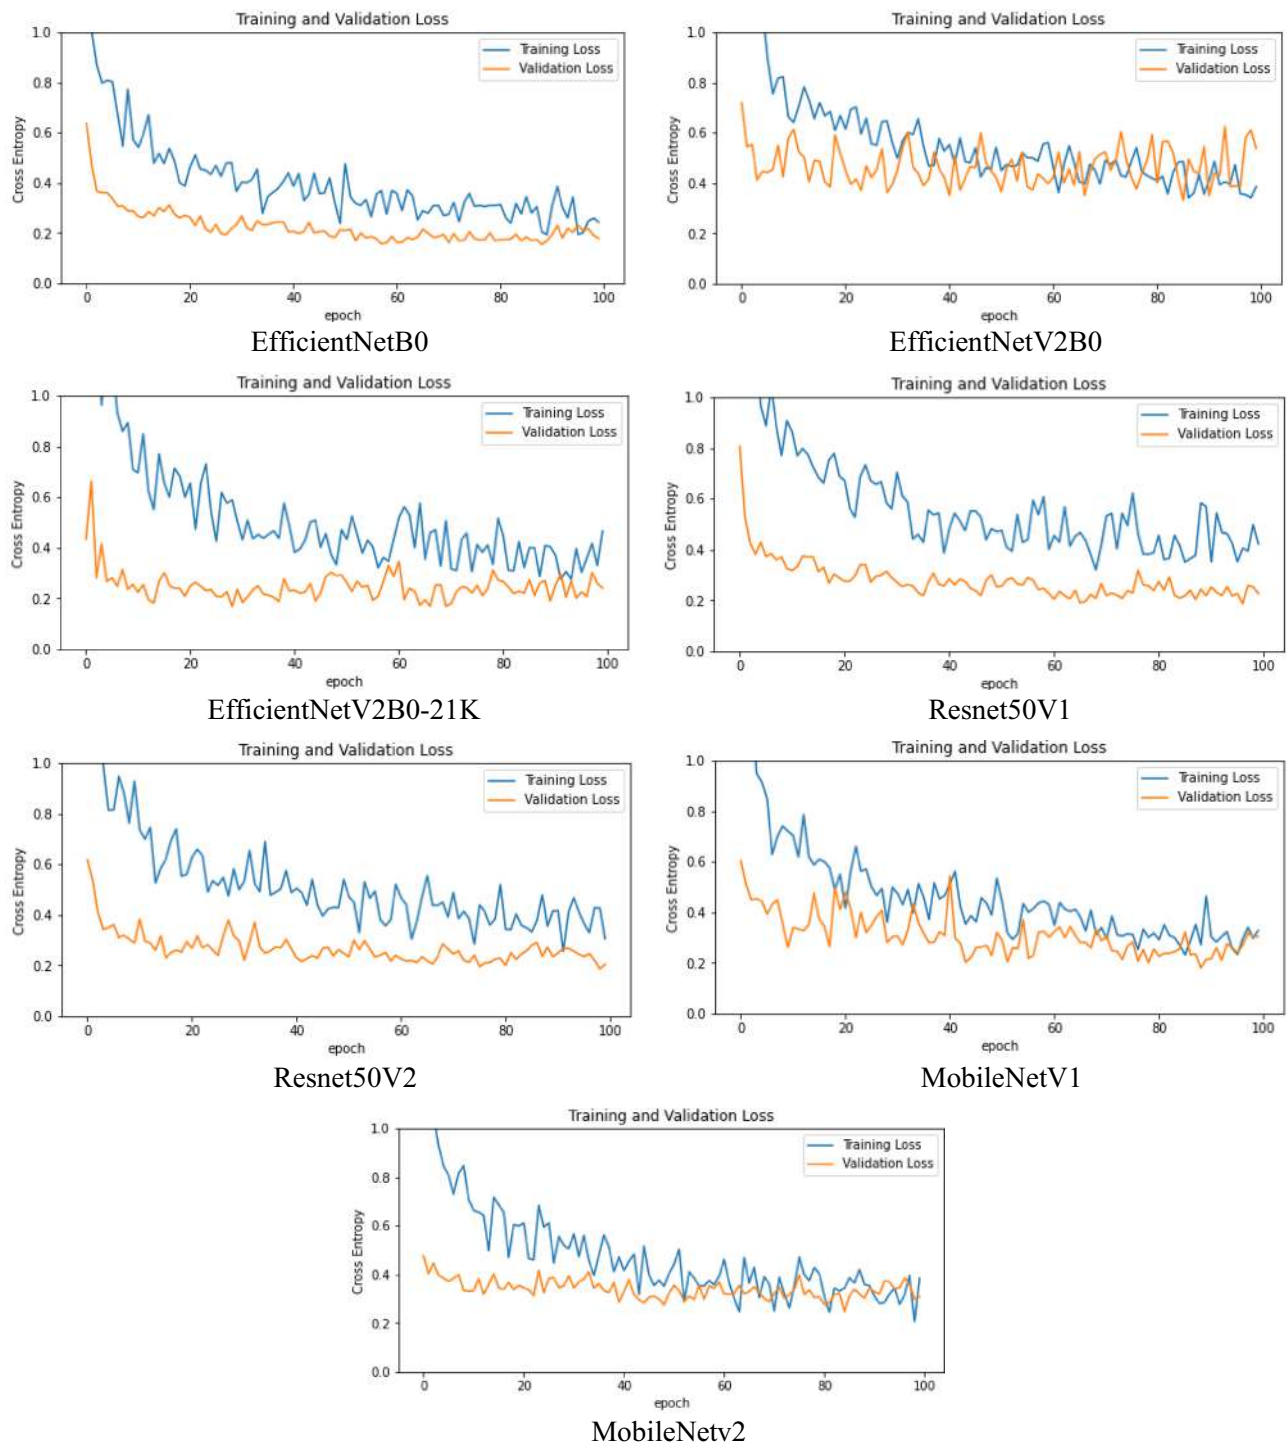 Training and Validation Loss
1.0
0.8
0.6
0.4
0.2
0.0
Cross Entropy
Training Loss
Validation Loss
0 20 40 60 80 100
epoch
EfficientNetB0
Training and Validation Loss
1.0
0.8
0.6
0.4
0.2
0.0
Cross Entropy
Training Loss
Validation Loss
0 20 40 60 80 100
epoch
EfficientNetV2B0
Training and Validation Loss
1.0
0.8
0.6
0.4
0.2
0.0
Cross Entropy
Training Loss
Validation Loss
0 20 40 60 80 100
epoch
EfficientNetV2B0-21K
Training and Validation Loss
1.0
0.8
0.6
0.4
0.2
0.0
Cross Entropy
Training Loss
Validation Loss
0 20 40 60 80 100
epoch
Resnet50V1
Training and Validation Loss
1.0
0.8
0.6
0.4
0.2
0.0
Cross Entropy
Training Loss
Validation Loss
0 20 40 60 80 100
epoch
Resnet50V2
Training and Validation Loss
1.0
0.8
0.6
0.4
0.2
0.0
Cross Entropy
Training Loss
Validation Loss
0 20 40 60 80 100
epoch
MobileNetV1
Training and Validation Loss
1.0
0.8
0.6
0.4
0.2
0.0
Cross Entropy
Training Loss
Validation Loss
0 20 40 60 80 100
epoch
MobileNetv2